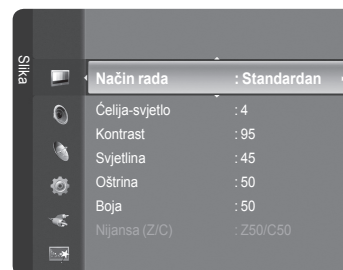 Slika
Način rada : Standardan
Ćelija-svjetlo : 4
Kontrast : 95
Svjetlina : 45
Oštrina : 50
Boja : 50
Nijansa (Z/C) : Z50/C50